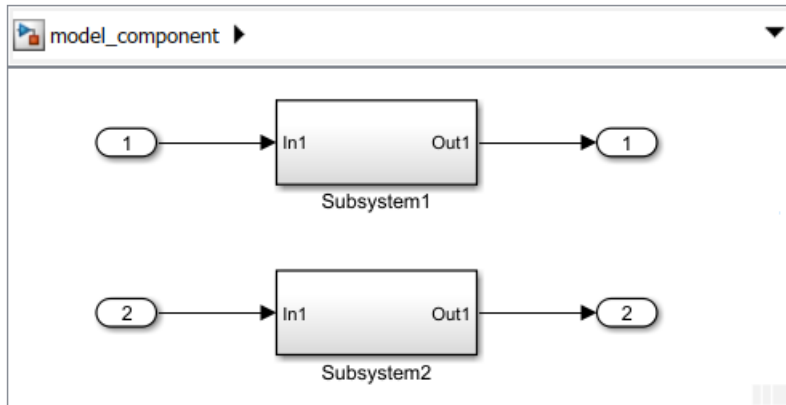 model_component
1 In1 Out1 1
Subsystem1
2 In1 Out1 2
Subsystem2